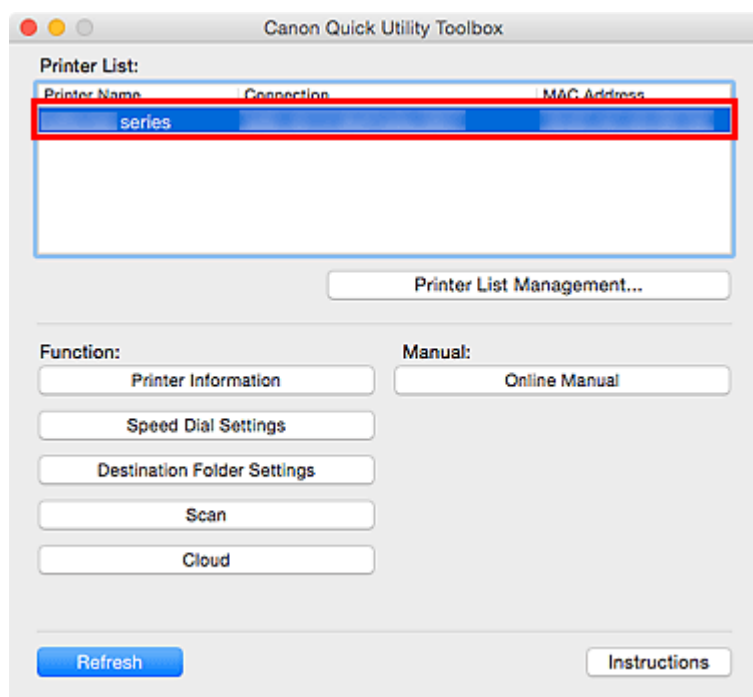 Canon Quick Utility Toolbox
Printer List:
Printer Name Connection MAC Address
series
Printer List Management...
Function: Manual:
Printer Information Online Manual
Speed Dial Settings
Destination Folder Settings
Scan
Cloud
Refresh Instructions